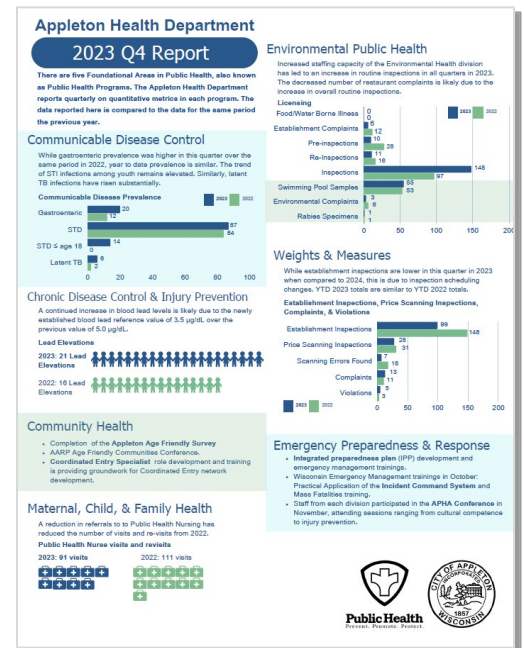 Appleton Health Department
2023 Q4 Report
There are five Foundational Areas in Public Health, also known
as Public Health Programs. The Appleton Health Department
reports quarterly on quantitative metrics in each program. The
data reported here is compared to the data for the same period
the previous year.
Communicable Disease Control
While gastroenteric prevalence was higher in this quarter over the
same period in 2022, year to date prevalence is similar. The trend
of STI infections among youth remains elevated. Similarly, latent
TB infections have risen substantially.
Communicable Disease Prevalence
2023 2022
Gastroenteric 20
12
STD 87
84
STD ≤ age 18 14
0
Latent TB 6
2
0 20 40 60 80 100
Chronic Disease Control & Injury Prevention
A continued increase in blood lead levels is likely due to the newly
established blood lead reference value of 3.5 µg/dL over the
previous value of 5.0 µg/dL.
Lead Elevations
2023: 21 Lead
Elevations
2022: 16 Lead
Elevations
Community Health
• Completion of the Appleton Age Friendly Survey
• AARP Age Friendly Communities Conference.
• Coordinated Entry Specialist role development and training
is providing groundwork for Coordinated Entry network
development.
Maternal, Child, & Family Health
A reduction in referrals to to Public Health Nursing has
reduced the number of visits and re-visits from 2022.
Public Health Nurse visits and revisits
2023: 91 visits
2022: 111 visits
Environmental Public Health
Increased staffing capacity of the Environmental Health division
has led to an increase in routine inspections in all quarters in 2023.
The decreased number of restaurant complaints is likely due to the
increase in overall routine inspections.
Licensing
2023 2022
Food/Water Borne Illness 0
0
Establishment Complaints 6
12
Pre-inspections 10
28
Re-Inspections 11
16
Inspections 148
97
Swimming Pool Samples 55
53
Environmental Complaints 3
6
Rabies Specimens 1
1
0 50 100 150 200
Weights & Measures
While establishment inspections are lower in this quarter in 2023
when compared to 2024, this is due to inspection scheduling
changes. YTD 2023 totals are similar to YTD 2022 totals.
Establishment Inspections, Price Scanning Inspections,
Complaints, & Violations
Establishment Inspections 99
148
Price Scanning Inspections 28
31
Scanning Errors Found 7
18
Complaints 13
11
Violations 5
3
2023 2022
0 50 100 150 200
Emergency Preparedness & Response
• Integrated preparednees plan (IPP) development and
emergency management trainings.
• Wisconsin Emergency Management trainings in October:
Practical Application of the Incident Command System and
Mass Fatalities training.
• Staff from each division participated in the APHA Conference in
November, attending sessions ranging from cultural competence
to injury prevention.
Public Health
Prevent. Promote. Protect.
CITY OF APPLETON
INCORPORATED
1857
WISCONSIN